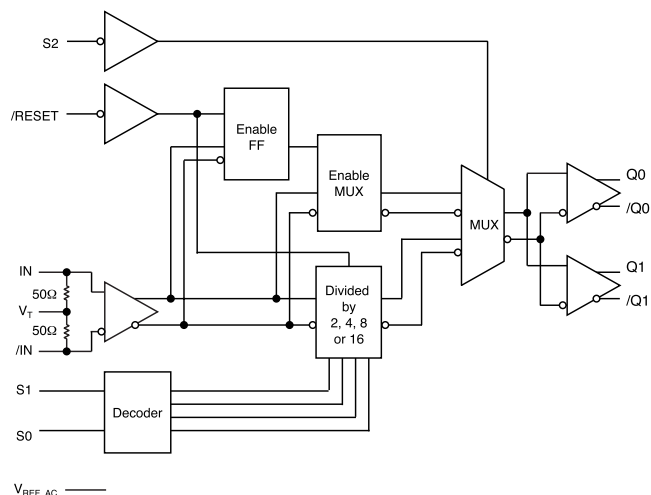 S2
/RESET
Enable
FF
Enable
MUX
MUX
Q0
/Q0
Q1
/Q1
IN
50Ω
VT
50Ω
/IN
Divided
by
2, 4, 8
or 16
S1
S0
Decoder
VREF_AC